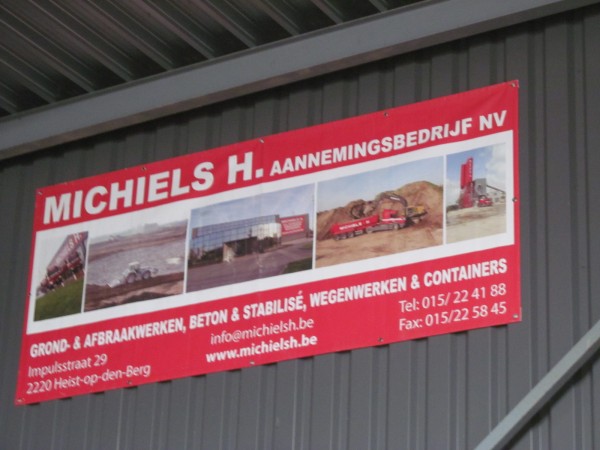 MICHIELS H. AANNEMINGSBEDRIJF NV
MICHIELS H.
GROND- & AFBRAAKWERKEN, BETON & STABILISÉ, WEGENWERKEN & CONTAINERS
Impulsstraat 29
2220 Heist-op-den-Berg
info@michielsh.be
www.michielsh.be
Tel: 015/ 22 41 88
Fax: 015/22 58 45